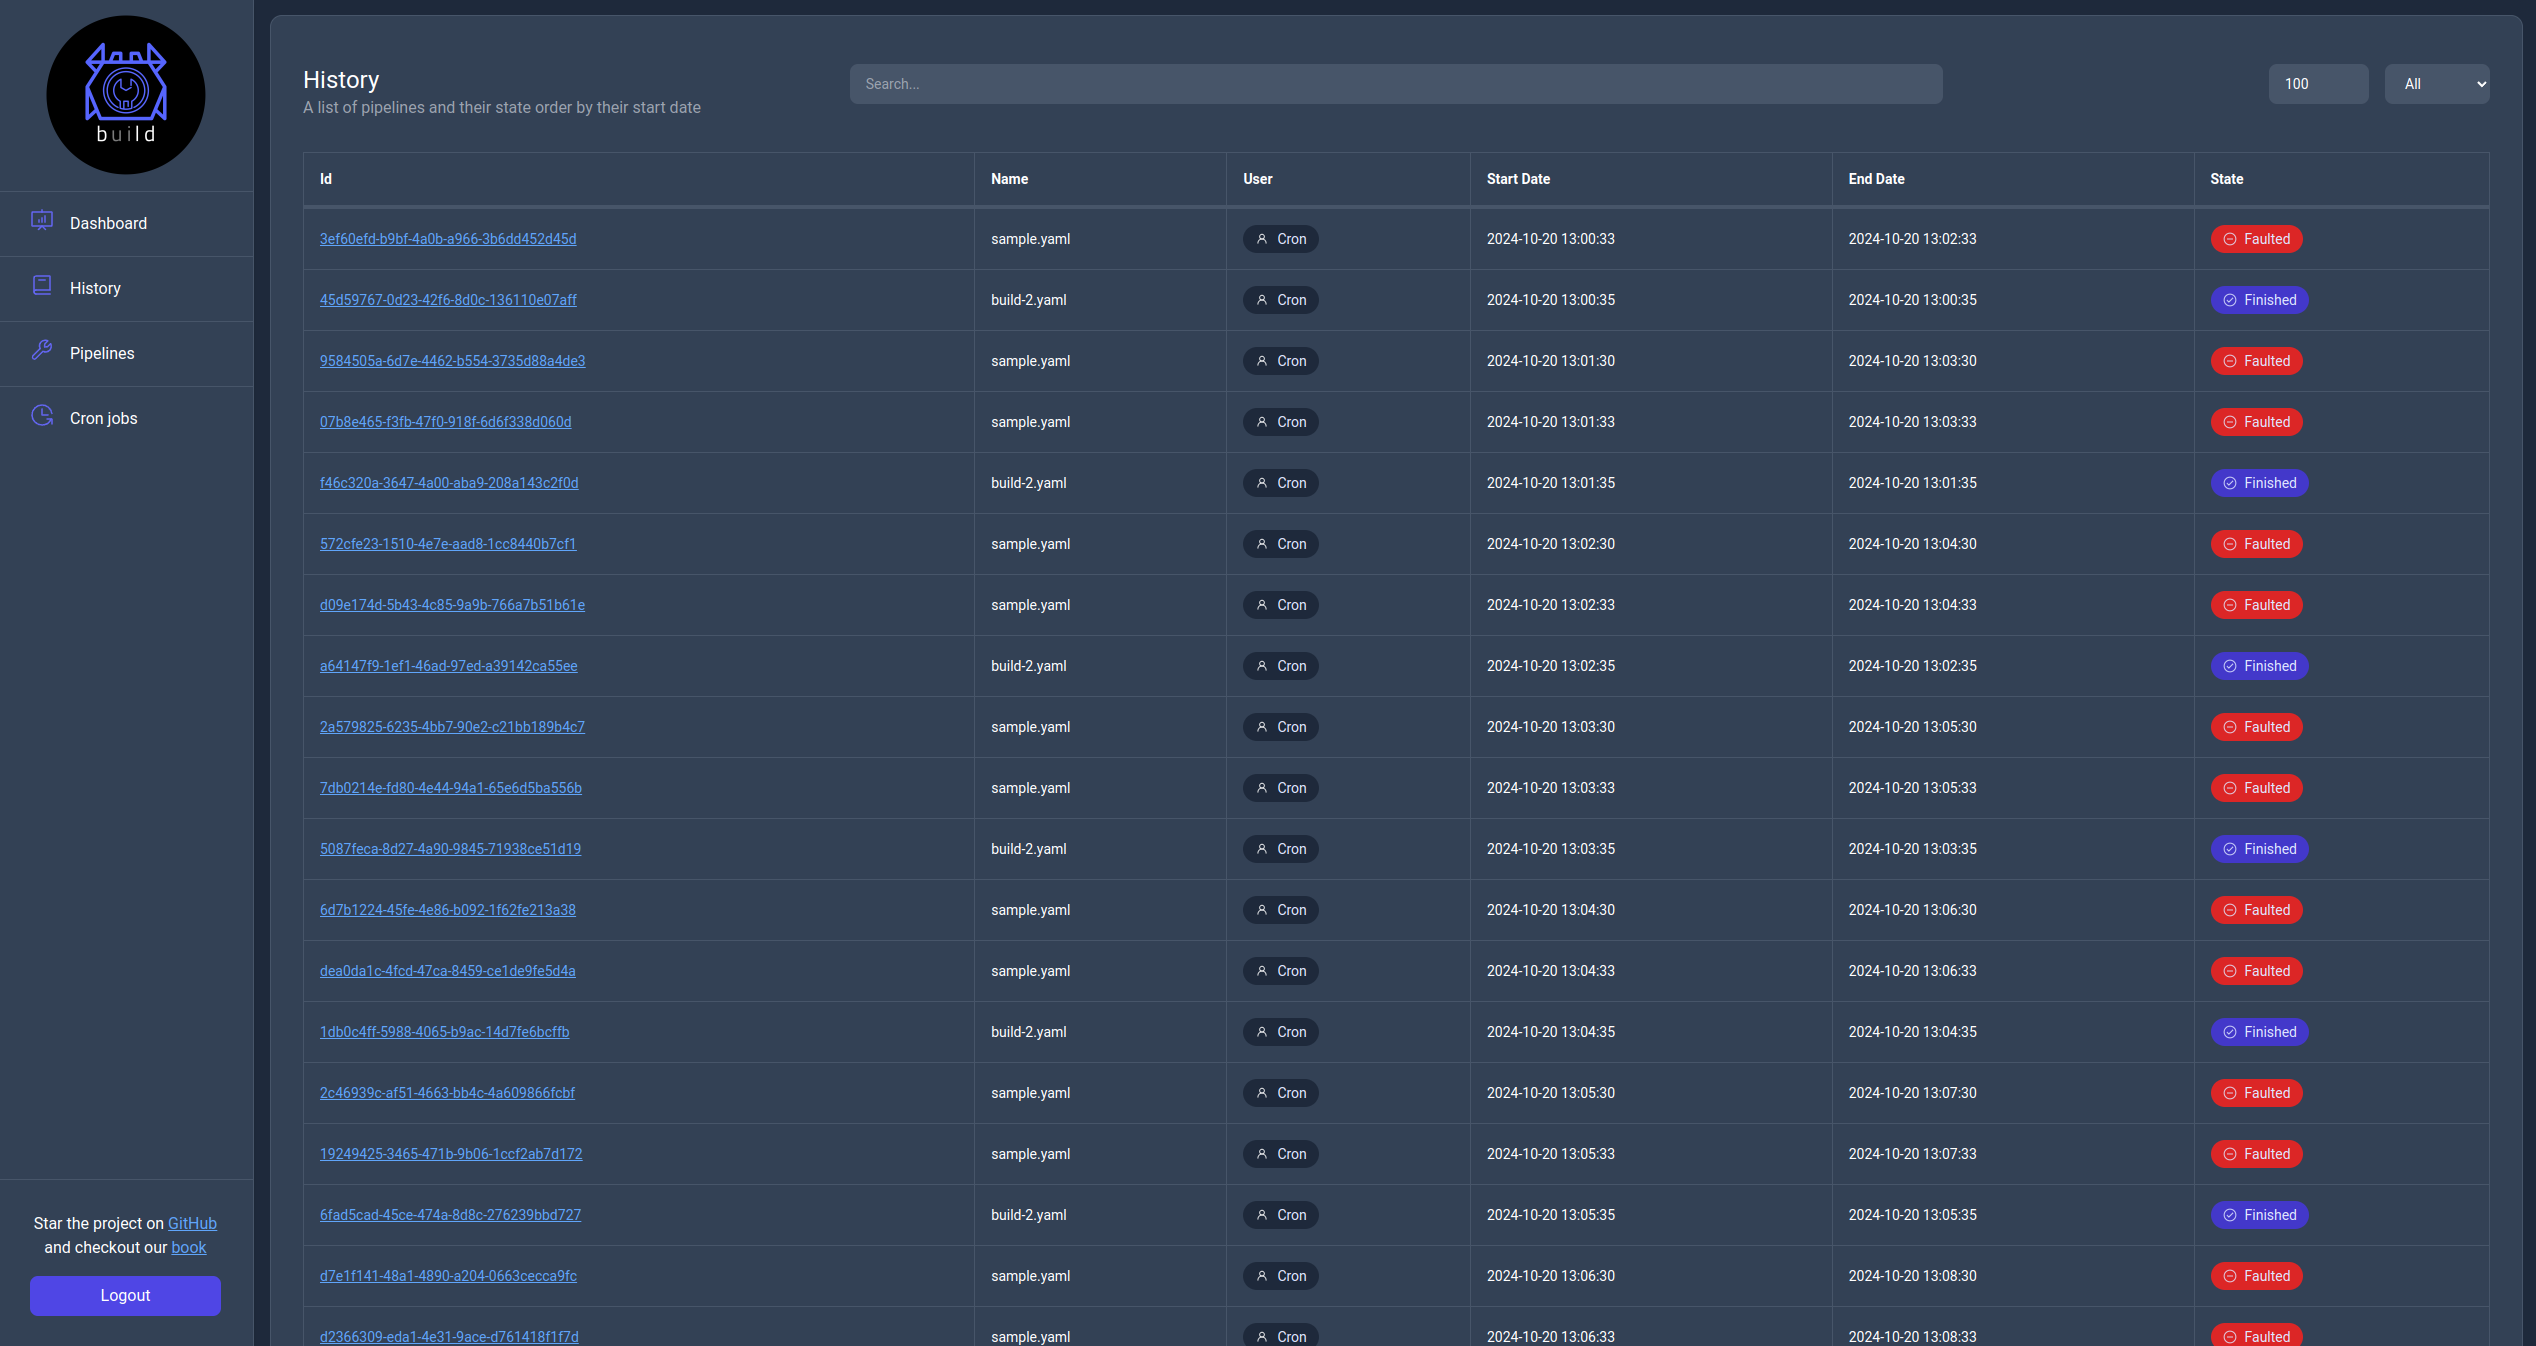 build
Dashboard
History
Pipelines
Cron jobs
Star the project on GitHub
and checkout our book
Logout
History
A list of pipelines and their state order by their start date
Search...
100
All
Id Name User Start Date End Date State
3ef60efd-b9bf-4a0b-a966-3b6dd452d45d sample.yaml Cron 2024-10-20 13:00:33 2024-10-20 13:02:33 Faulted
45d59767-0d23-42f6-8d0c-136110e07aff build-2.yaml Cron 2024-10-20 13:00:35 2024-10-20 13:00:35 Finished
9584505a-6d7e-4462-b554-3735d88a4de3 sample.yaml Cron 2024-10-20 13:01:30 2024-10-20 13:03:30 Faulted
07b8e465-f3fb-47f0-918f-6d6f338d060d sample.yaml Cron 2024-10-20 13:01:33 2024-10-20 13:03:33 Faulted
f46c320a-3647-4a00-aba9-208a143c2f0d build-2.yaml Cron 2024-10-20 13:01:35 2024-10-20 13:01:35 Finished
572cfe23-1510-4e7e-aad8-1cc8440b7cf1 sample.yaml Cron 2024-10-20 13:02:30 2024-10-20 13:04:30 Faulted
d09e174d-5b43-4c85-9a9b-766a7b51b61e sample.yaml Cron 2024-10-20 13:02:33 2024-10-20 13:04:33 Faulted
a64147f9-1ef1-46ad-97ed-a39142ca55ee build-2.yaml Cron 2024-10-20 13:02:35 2024-10-20 13:02:35 Finished
2a579825-6235-4bb7-90e2-c21bb189b4c7 sample.yaml Cron 2024-10-20 13:03:30 2024-10-20 13:05:30 Faulted
7db0214e-fd80-4e44-94a1-65e6d5ba556b sample.yaml Cron 2024-10-20 13:03:33 2024-10-20 13:05:33 Faulted
5087feca-8d27-4a90-9845-71938ce51d19 build-2.yaml Cron 2024-10-20 13:03:35 2024-10-20 13:03:35 Finished
6d7b1224-45fe-4e86-b092-1f62fe213a38 sample.yaml Cron 2024-10-20 13:04:30 2024-10-20 13:06:30 Faulted
dea0da1c-4fcd-47ca-8459-ce1de9fe5d4a sample.yaml Cron 2024-10-20 13:04:33 2024-10-20 13:06:33 Faulted
1db0c4ff-5988-4065-b9ac-14d7fe6bcffb build-2.yaml Cron 2024-10-20 13:04:35 2024-10-20 13:04:35 Finished
2c46939c-af51-4663-bb4c-4a609866fcbf sample.yaml Cron 2024-10-20 13:05:30 2024-10-20 13:07:30 Faulted
19249425-3465-471b-9b06-1ccf2ab7d172 sample.yaml Cron 2024-10-20 13:05:33 2024-10-20 13:07:33 Faulted
6fad5cad-45ce-474a-8d8c-276239bbd727 build-2.yaml Cron 2024-10-20 13:05:35 2024-10-20 13:05:35 Finished
d7e1f141-48a1-4890-a204-0663cecca9fc sample.yaml Cron 2024-10-20 13:06:30 2024-10-20 13:08:30 Faulted
d2366309-eda1-4e31-9ace-d761418f1f7d sample.yaml Cron 2024-10-20 13:06:33 2024-10-20 13:08:33 Faulted